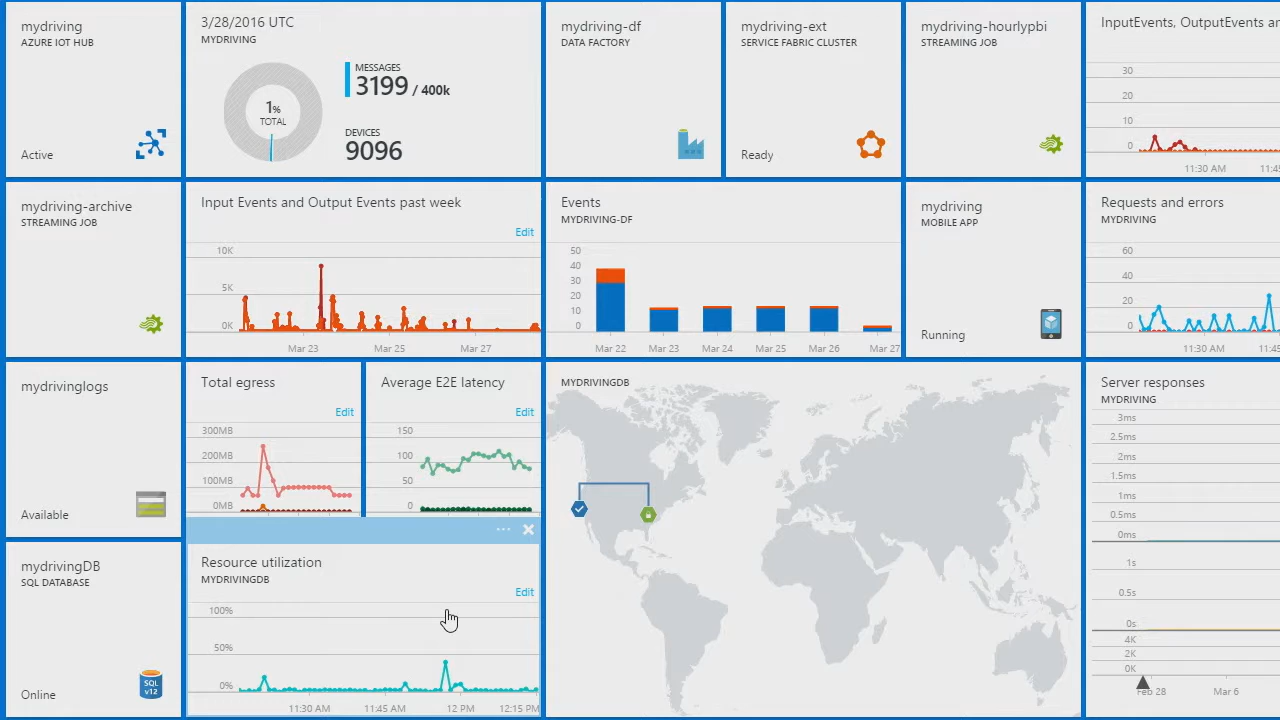 mydriving
AZURE IOT HUB
Active
3/28/2016 UTC
MYDRIVING
1%
TOTAL
MESSAGES
3199 / 400k
DEVICES
9096
mydriving-df
DATA FACTORY
mydriving-ext
SERVICE FABRIC CLUSTER
Ready
mydriving-hourlypbi
STREAMING JOB
InputEvents, OutputEvents
30
20
10
0
11:30 AM
mydriving-archive
STREAMING JOB
Input Events and Output Events past week
Edit
10K
5K
0K
Mar 23
Mar 25
Mar 27
Events
MYDRIVING-DF
50
40
30
20
10
0
Mar 22
Mar 23
Mar 24
Mar 25
Mar 26
Mar 27
mydriving
MOBILE APP
Running
Requests and errors
MYDRIVING
60
40
20
0
11:30 AM
mydrivinglogs
Available
Total egress
Edit
300MB
200MB
100MB
0MB
Average E2E latency
Edit
150
100
50
0
MYDRIVINGDB
Server responses
MYDRIVING
3ms
2.5ms
2ms
1.5ms
1ms
0.5ms
0ms
1s
0.5s
0s
4K
2K
0K
Feb 28
Mar 6
mydrivingDB
SQL DATABASE
SQL
v12
Online
Resource utilization
MYDRIVINGDB
Edit
100%
50%
0%
11:30 AM
11:45 AM
12 PM
12:15 PM